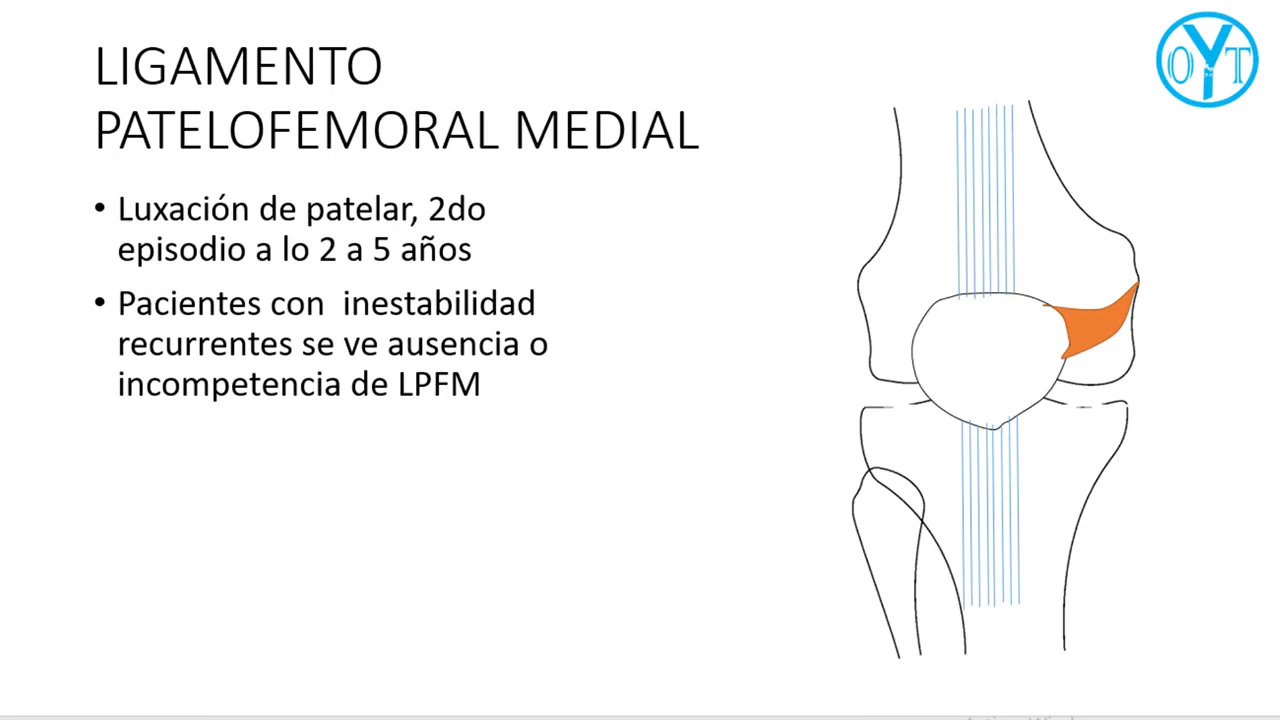 LIGAMENTO
PATELOFEMORAL MEDIAL
• Luxación de patelar, 2do
episodio a lo 2 a 5 años
• Pacientes con inestabilidad
recurrentes se ve ausencia o
incompetencia de LPFM
OYT